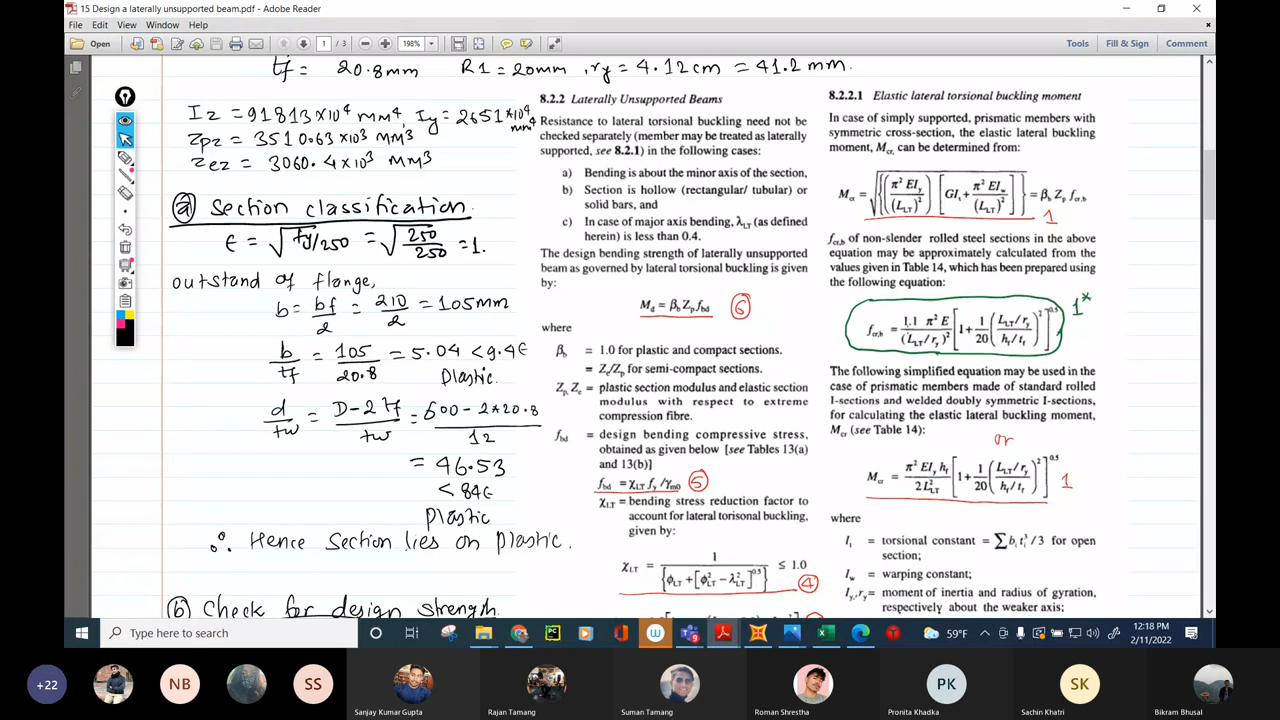 15 Design a laterally unsupported beam.pdf - Adobe Reader
File Edit View Window Help
Open 1 / 3 198% Tools Fill & Sign Comment
tf = 20.8mm R1=20mm, ry = 4.12cm = 41.2 mm.
Iz = 91813×10⁴ mm⁴, Iy = 2651*10⁴ mm⁴
Zpz = 3510.63×10³ mm³
Zez = 3060.4×10³ mm³
(a) Section classification
ϵ = √fy/250 = √250/250 = 1.
outstand of flange,
b = bf/2 = 210/2 = 105mm
b/tf = 105/20.8 = 5.04 < 9.4ϵ
Plastic.
d/tw = D-2tf/tw = 600-2*20.8/12
= 46.53
< 84ϵ
Plastic
∴ Hence Section lies on Plastic.
(b) Check for design strength
8.2.2 Laterally Unsupported Beams
Resistance to lateral torsional buckling need not be
checked separately (member may be treated as laterally
supported, see 8.2.1) in the following cases:
a) Bending is about the minor axis of the section,
b) Section is hollow (rectangular/ tubular) or
solid bars, and
c) In case of major axis bending, λLT (as defined
herein) is less than 0.4.
The design bending strength of laterally unsupported
beam as governed by lateral torsional buckling is given
by:
Md = βb Zp fbd (6)
where
βb = 1.0 for plastic and compact sections.
= Ze/Zp for semi-compact sections.
Zp, Ze = plastic section modulus and elastic section
modulus with respect to extreme
compression fibre.
fbd = design bending compressive stress,
obtained as given below [see Tables 13(a)
and 13(b)]
fbd = χLT fy /γm0 (5)
χLT = bending stress reduction factor to
account for lateral torisonal buckling,
given by:
χLT = 1/{ϕLT+[ϕ²LT – λ²LT]^0.5} ≤ 1.0 (4)
8.2.2.1 Elastic lateral torsional buckling moment
In case of simply supported, prismatic members with
symmetric cross-section, the elastic lateral buckling
moment, Mcr, can be determined from:
Mcr = √{(π² EIy/(LLT)²)[GIt + π² EIw/(LLT)²]} = βb Zp fcr,b
1
fcr,b of non-slender rolled steel sections in the above
equation may be approximately calculated from the
values given in Table 14, which has been prepared using
the following equation:
fcr,b = 1.1 π² E/(LLT/ry)² [1 + 1/20 (LLT/ry / hf/tf)²]^0.5 1*
The following simplified equation may be used in the
case of prismatic members made of standard rolled
I-sections and welded doubly symmetric I-sections,
for calculating the elastic lateral buckling moment,
Mcr (see Table 14):
or
Mcr = π² EIy hf/2L²LT [1 + 1/20 (LLT/ry / hf/tf)²]^0.5 1
where
It = torsional constant = ∑ bi ti³/3 for open
section;
Iw = warping constant;
Iy, ry = moment of inertia and radius of gyration,
respectively about the weaker axis;
Type here to search
59°F
12:18 PM
2/11/2022
+22 NB SS PK SK
Sanjay Kumar Gupta Rajan Tamang Suman Tamang Roman Shrestha Pronita Khadka Sachin Khatri Bikram Bhusal